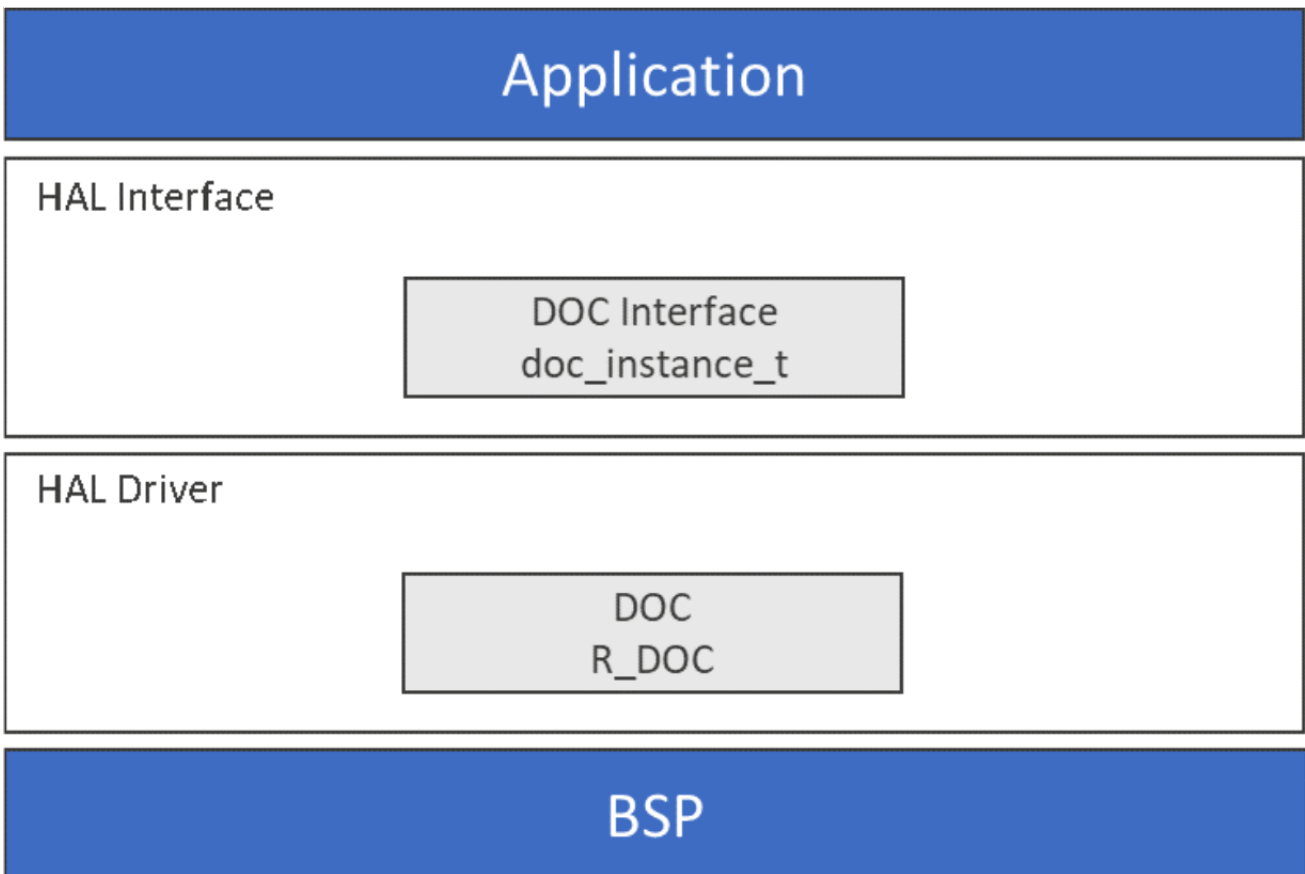 Application
HAL Interface
DOC Interface
doc_instance_t
HAL Driver
DOC
R_DOC
BSP